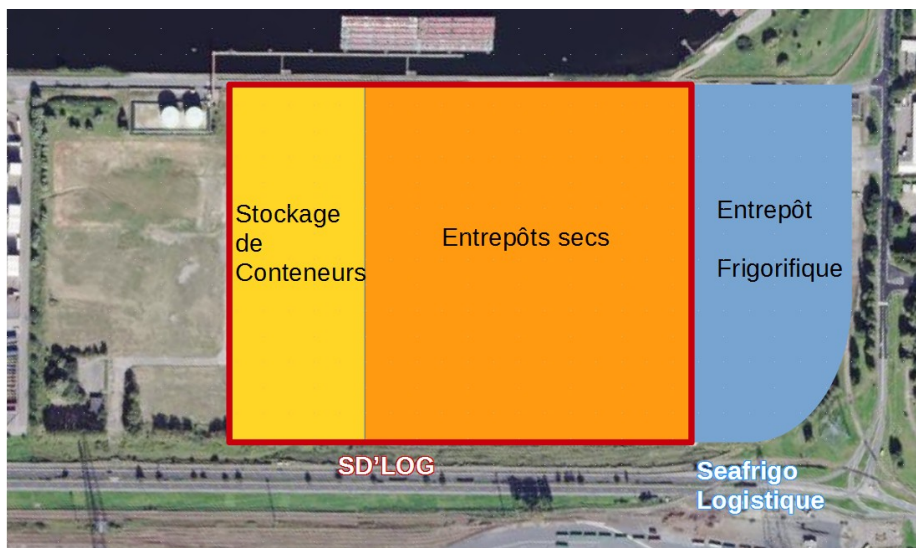 Stockage
de
Conteneurs
Entrepôts secs
Entrepôt
Frigorifique
SD'LOG
Seafrigo
Logistique